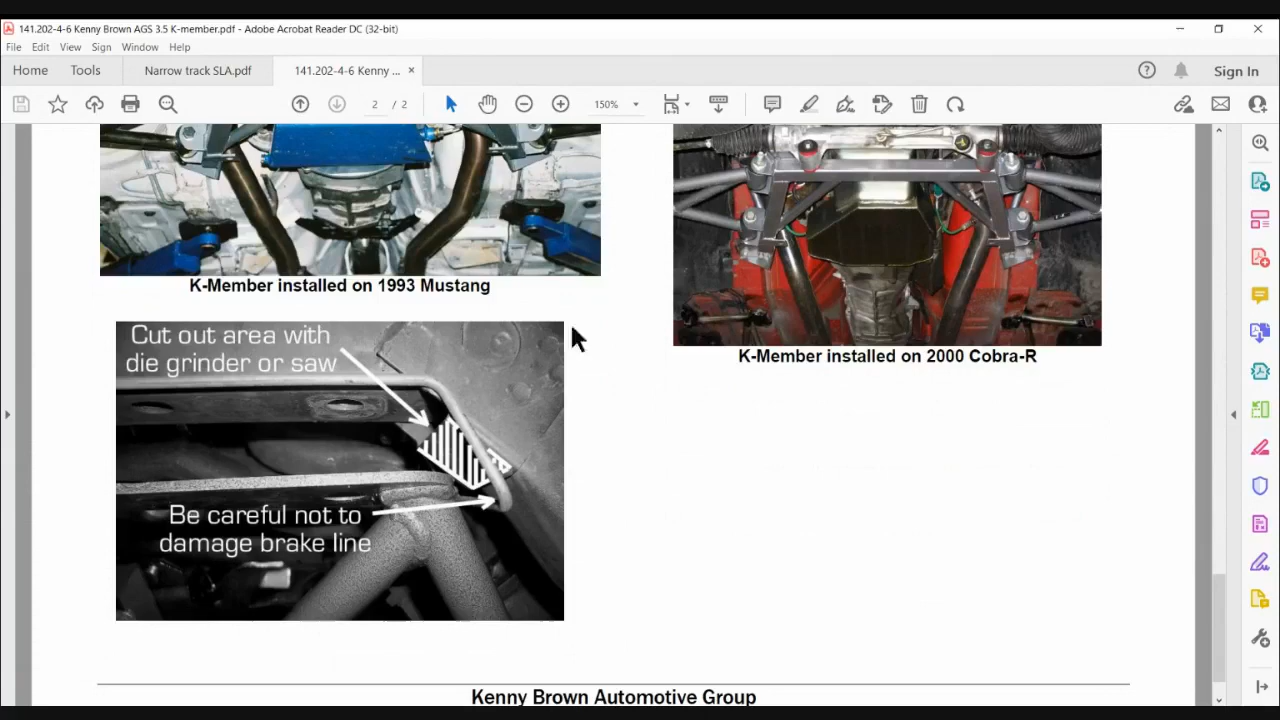 141.202-4-6 Kenny Brown AGS 3.5 K-member.pdf - Adobe Acrobat Reader DC (32-bit)
File Edit View Sign Window Help
Home Tools Narrow track SLA.pdf 141.202-4-6 Kenny ... ×
Sign In
2 / 2 150%
K-Member installed on 1993 Mustang
K-Member installed on 2000 Cobra-R
Cut out area with
die grinder or saw
Be careful not to
damage brake line
Kenny Brown Automotive Group